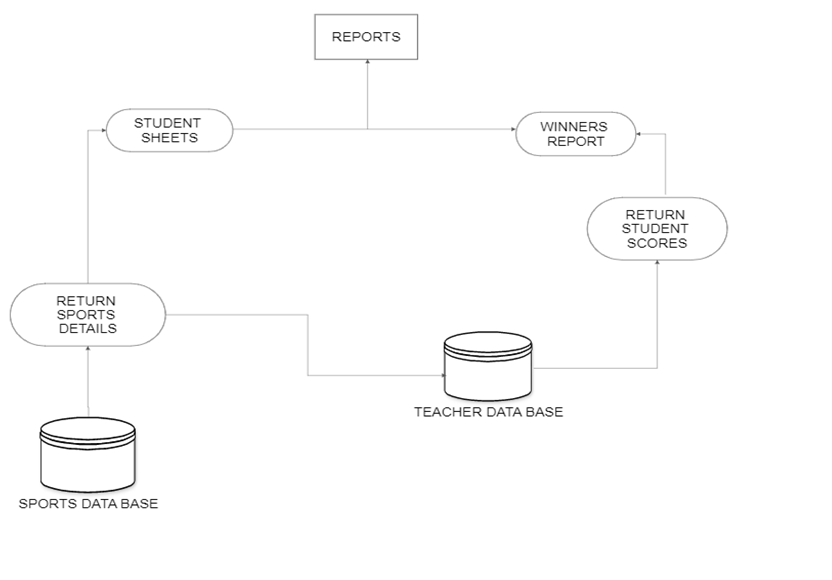 REPORTS
STUDENT
SHEETS
WINNERS
REPORT
RETURN
STUDENT
SCORES
RETURN
SPORTS
DETAILS
TEACHER DATA BASE
SPORTS DATA BASE